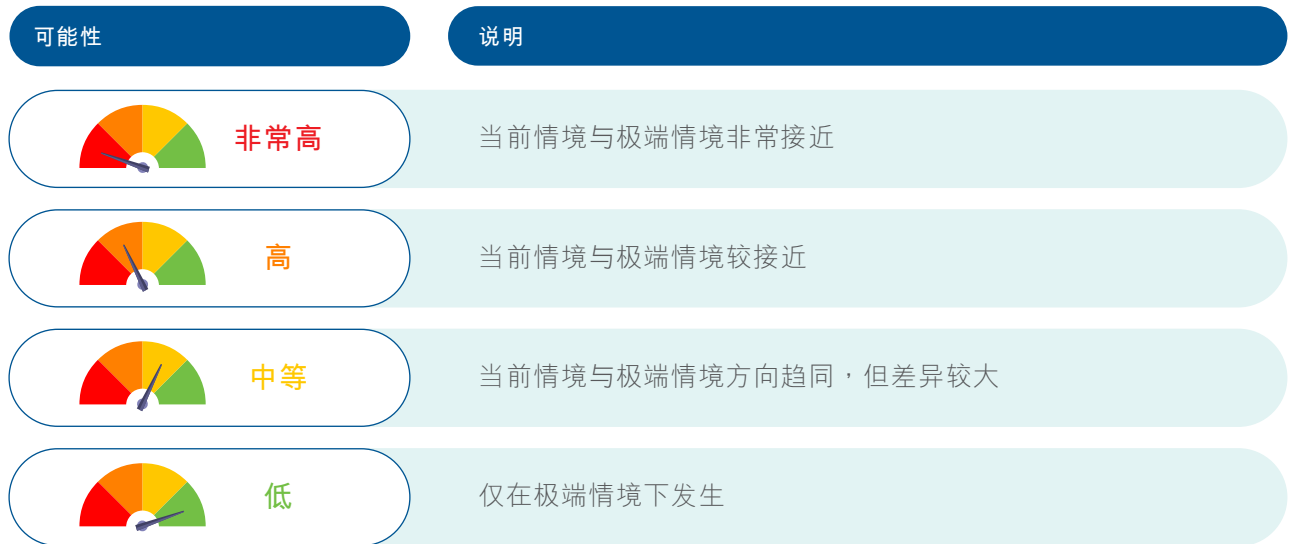 可能性
说明
非常高
当前情境与极端情境非常接近
高
当前情境与极端情境较接近
中等
当前情境与极端情境方向趋同，但差异较大
低
仅在极端情境下发生